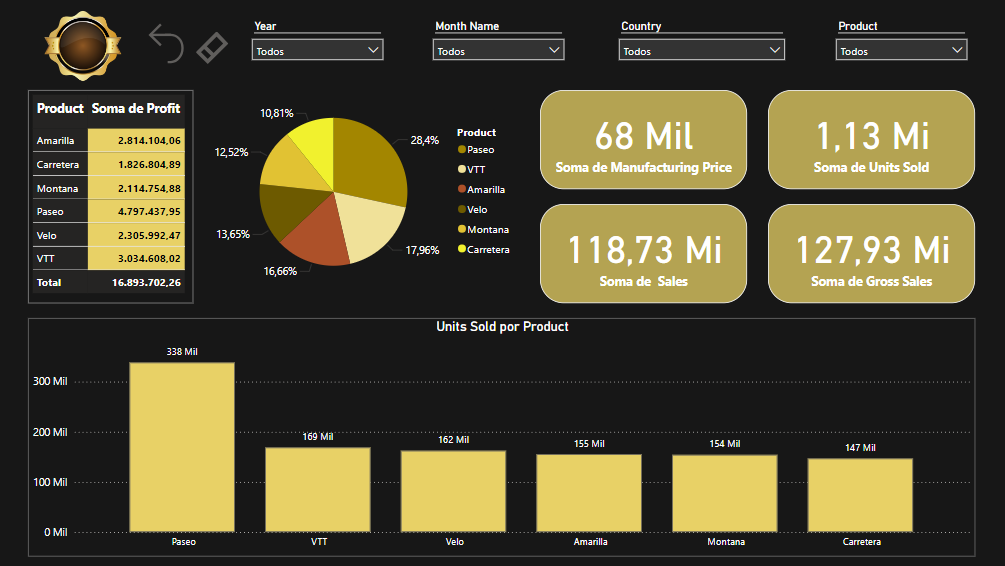 Year
Todos
Month Name
Todos
Country
Todos
Product
Todos
Product Soma de Profit
Amarilla 2.814.104,06
Carretera 1.826.804,89
Montana 2.114.754,88
Paseo 4.797.437,95
Velo 2.305.992,47
VTT 3.034.608,02
Total 16.893.702,26
28,4%
17,96%
16,66%
13,65%
12,52%
10,81%
Product
Paseo
VTT
Amarilla
Velo
Montana
Carretera
68 Mil
Soma de Manufacturing Price
1,13 Mi
Soma de Units Sold
118,73 Mi
Soma de  Sales
127,93 Mi
Soma de Gross Sales
Units Sold por Product
300 Mil
200 Mil
100 Mil
0 Mil
338 Mil
169 Mil
162 Mil
155 Mil
154 Mil
147 Mil
Paseo
VTT
Velo
Amarilla
Montana
Carretera